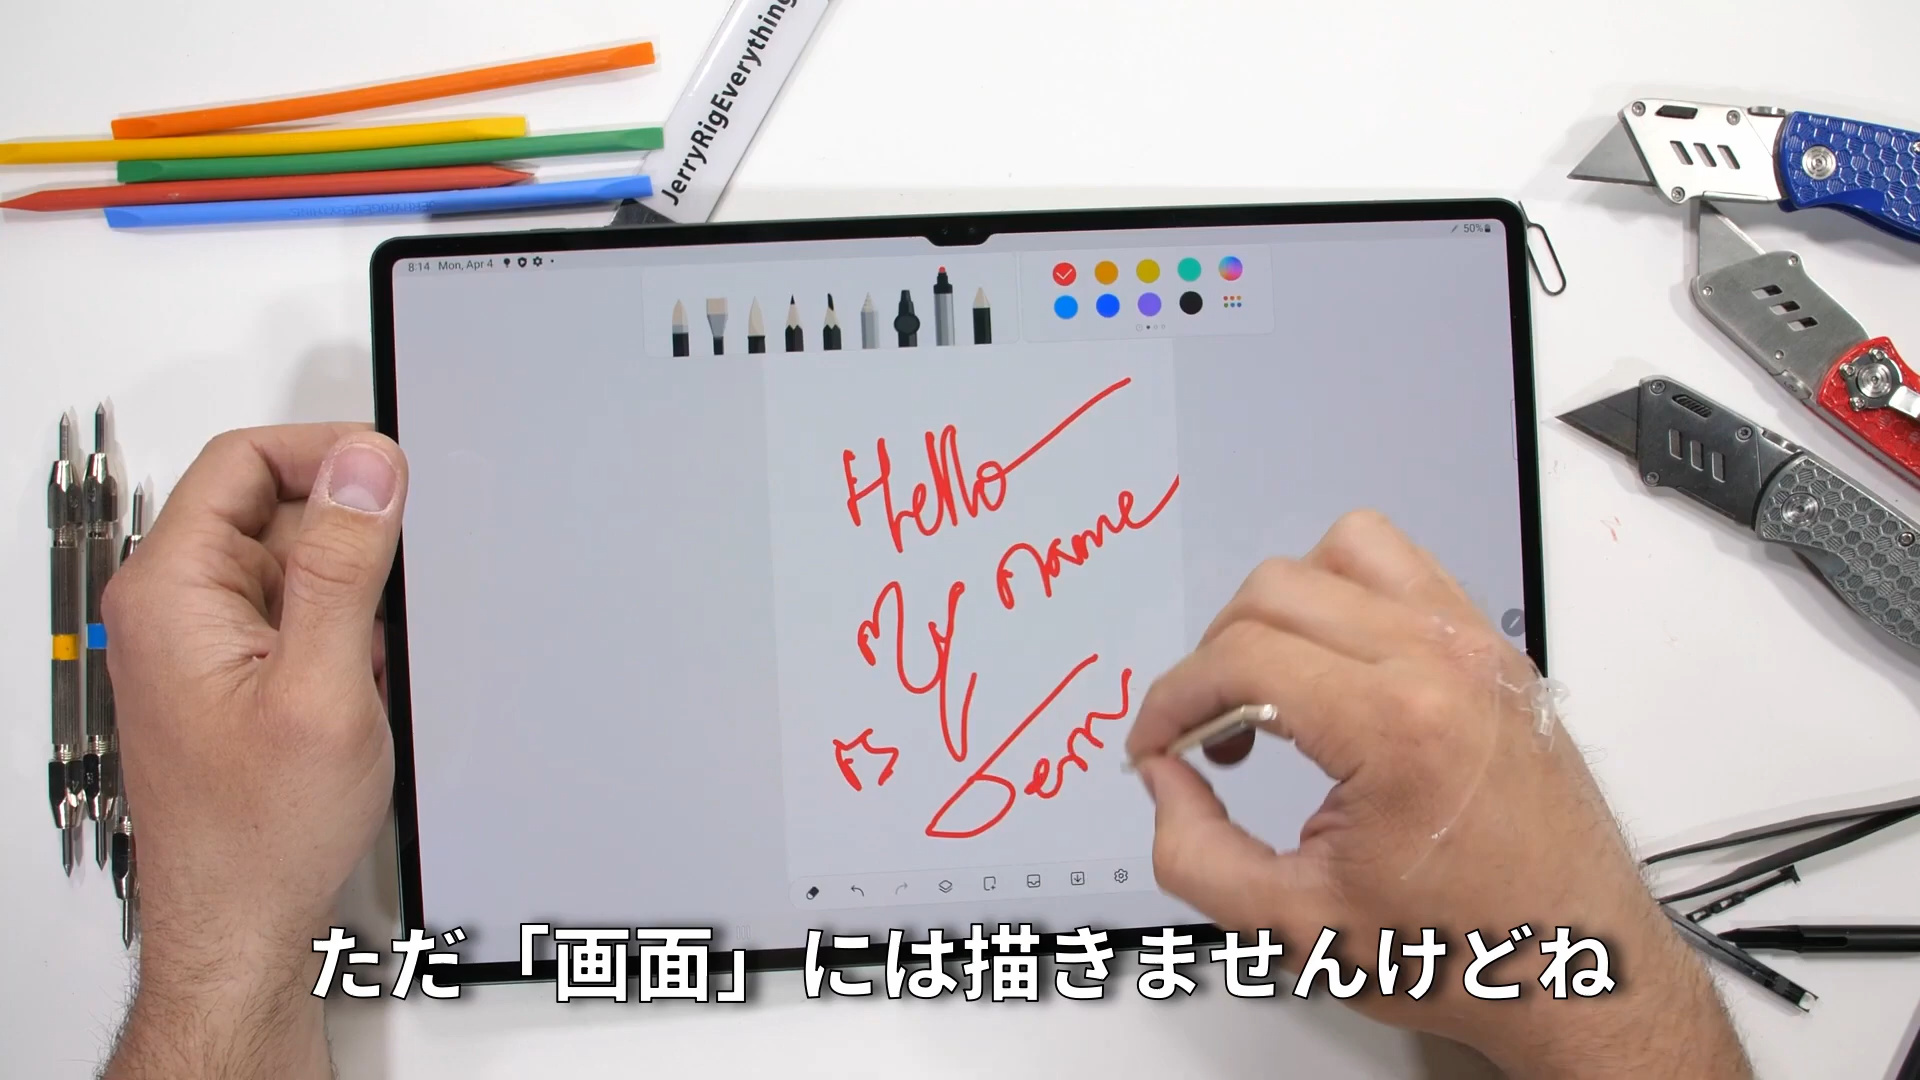 JerryRigEverything
JERRYRIGEVERYTHING
8:14 Mon, Apr 4
50%
Hello
My Name
is
Jerr
ただ「画面」には描きませんけどね